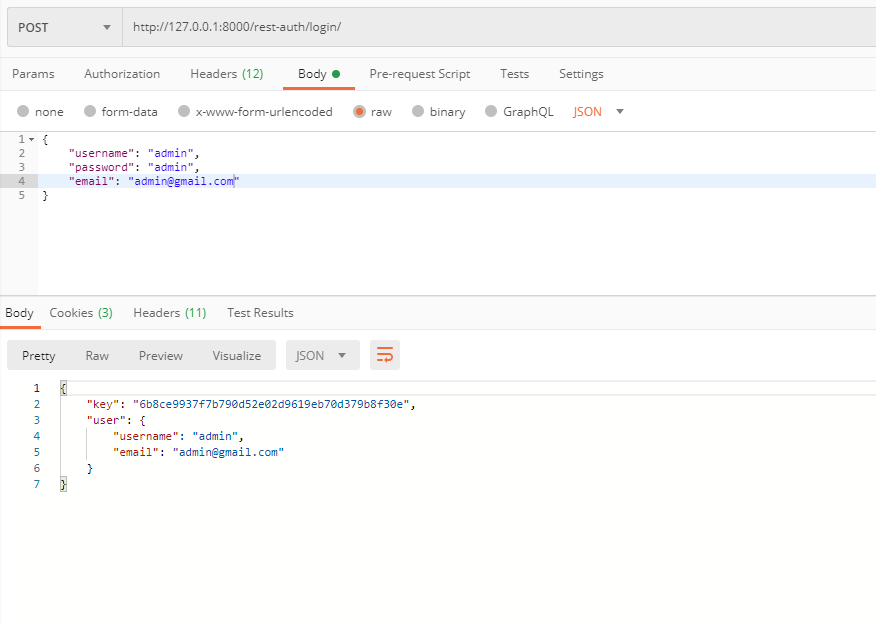 POST http://127.0.0.1:8000/rest-auth/login/
Params Authorization Headers (12) Body Pre-request Script Tests Settings
none form-data x-www-form-urlencoded raw binary GraphQL JSON
1 {
2 "username": "admin",
3 "password": "admin",
4 "email": "admin@gmail.com"
5 }
Body Cookies (3) Headers (11) Test Results
Pretty Raw Preview Visualize JSON
1 {
2 "key": "6b8ce9937f7b790d52e02d9619eb70d379b8f30e",
3 "user": {
4 "username": "admin",
5 "email": "admin@gmail.com"
6 }
7 }